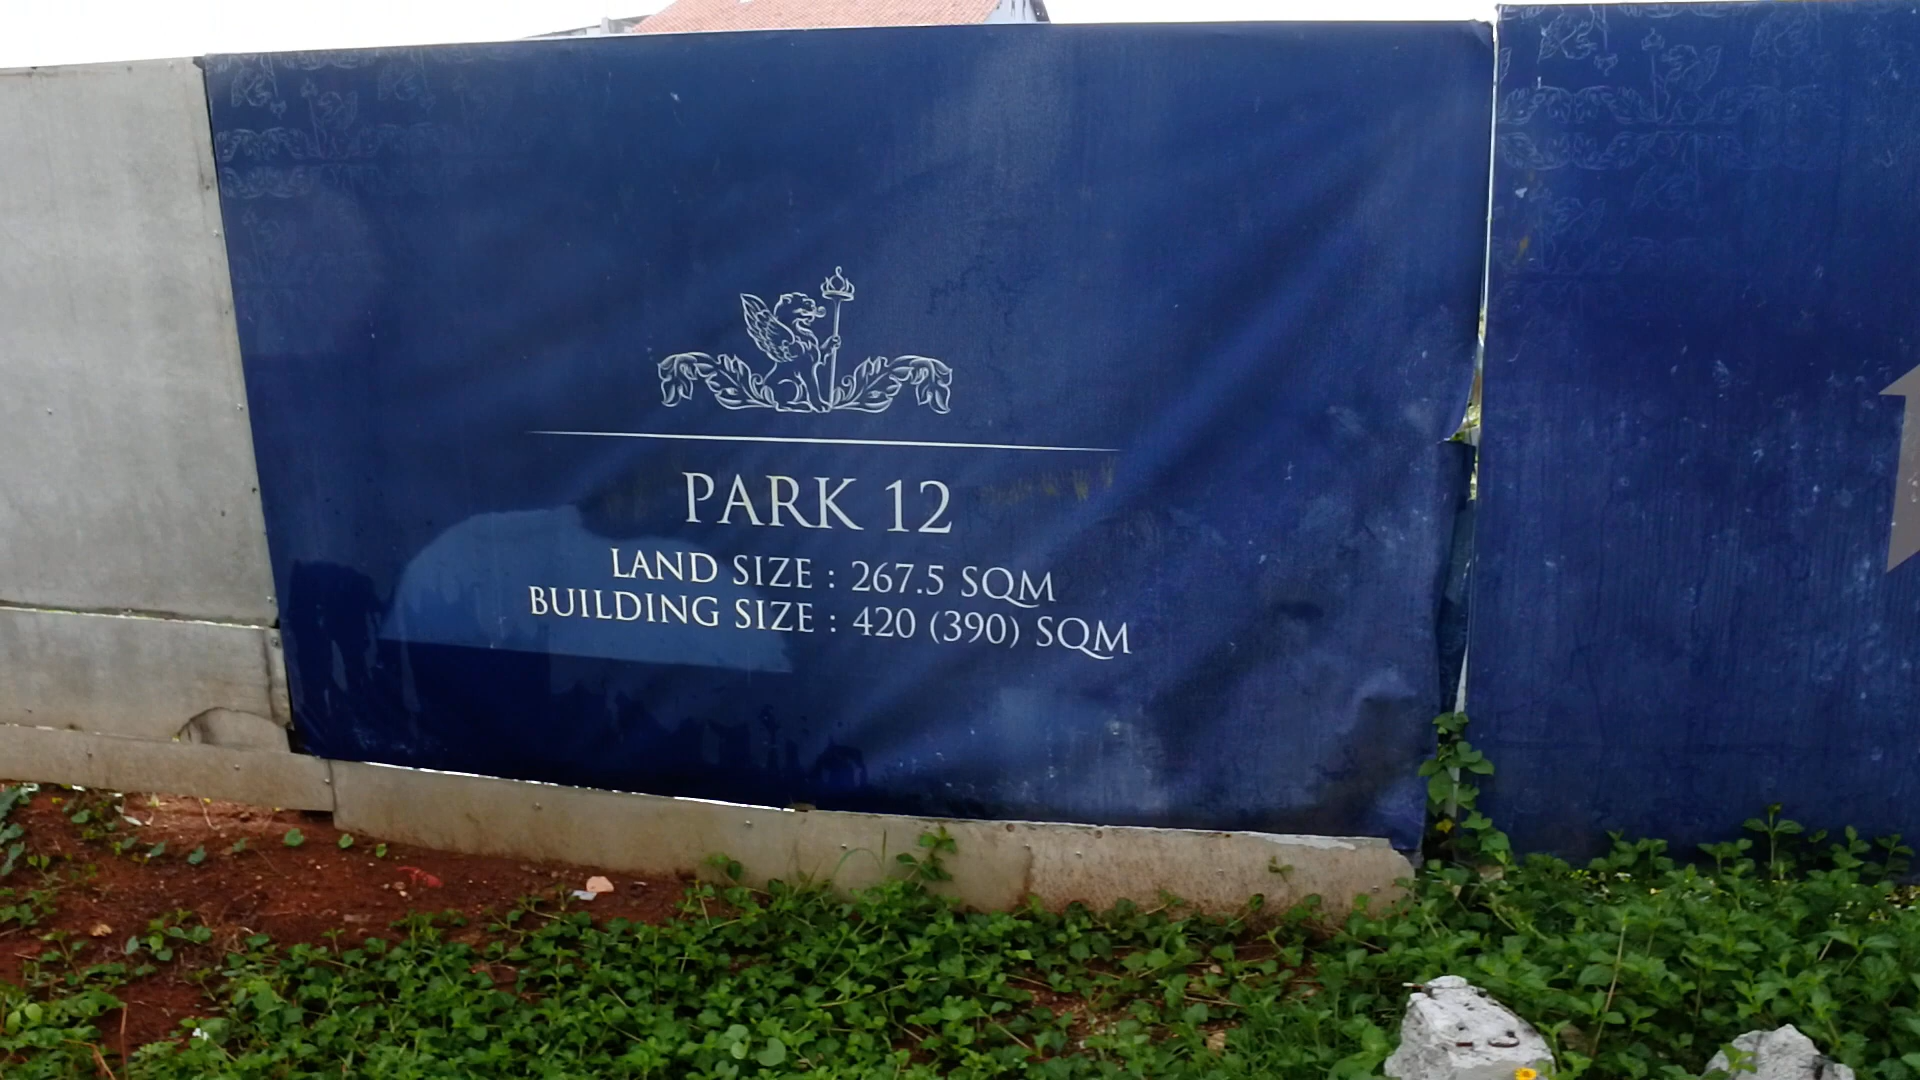 PARK 12
LAND SIZE : 267.5 SQM
BUILDING SIZE : 420 (390) SQM